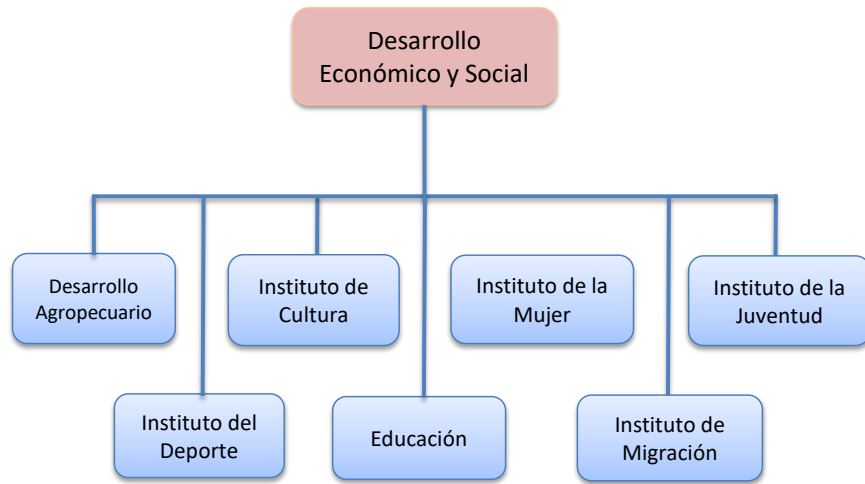 Desarrollo
Económico y Social
Desarrollo
Agropecuario
Instituto de
Cultura
Instituto de la
Mujer
Instituto de la
Juventud
Instituto del
Deporte
Educación
Instituto de
Migración